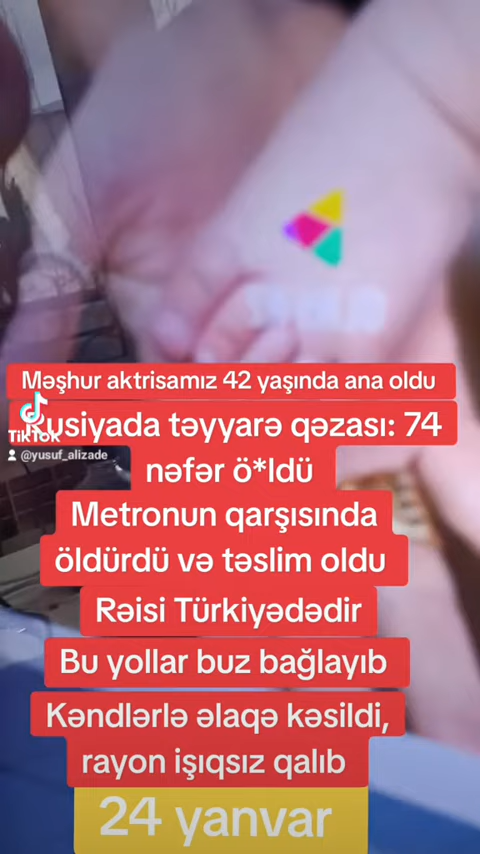 Məşhur aktrisamız 42 yaşında ana oldu
Rusiyada təyyarə qəzası: 74
nəfər ö*ldü
TikTok
@yusuf_alizade
Metronun qarşısında
öldürdü və təslim oldu
Rəisi Türkiyədədir
Bu yollar buz bağlayıb
Kəndlərlə əlaqə kəsildi,
rayon işıqsız qalıb
24 yanvar